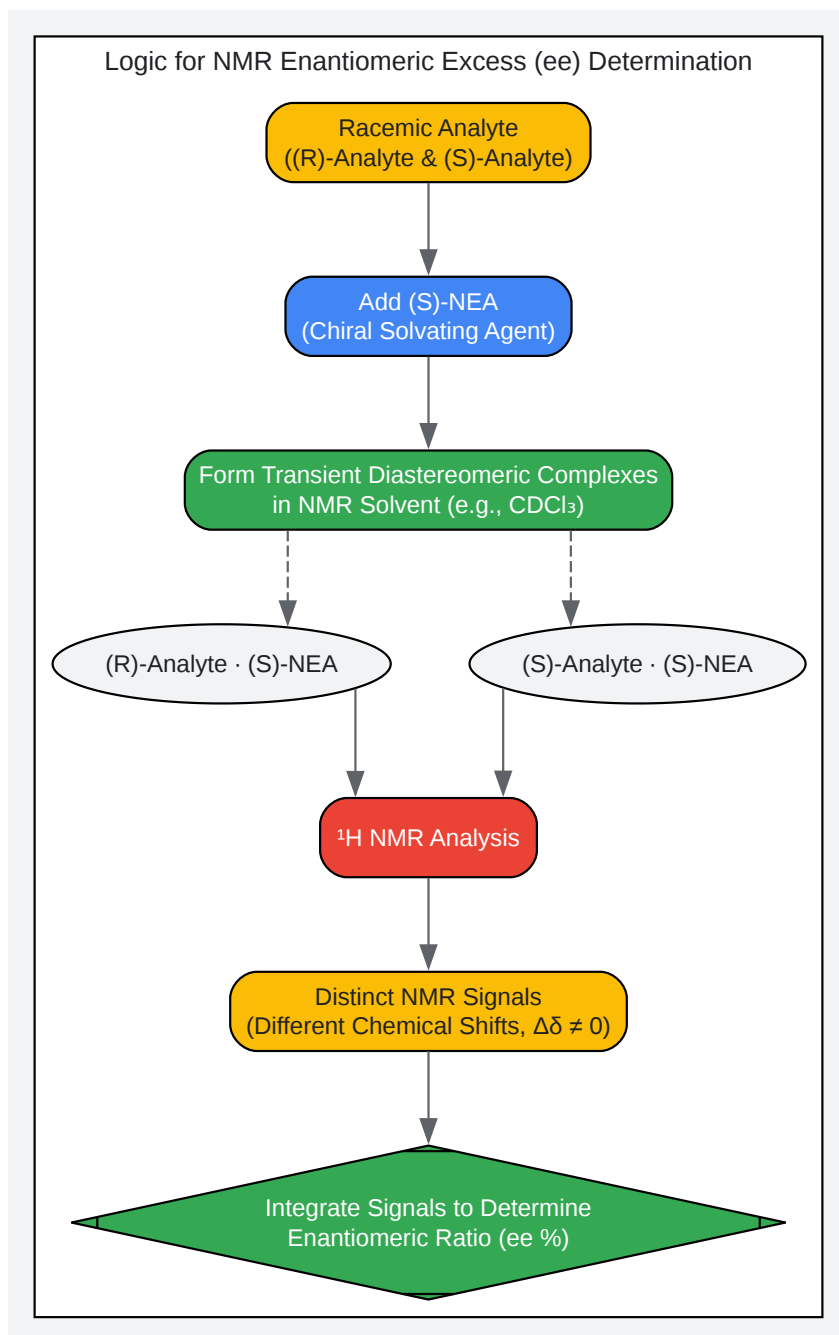 Logic for NMR Enantiomeric Excess (ee) Determination
Racemic Analyte
((R)-Analyte & (S)-Analyte)
Add (S)-NEA
(Chiral Solvating Agent)
Form Transient Diastereomeric Complexes
in NMR Solvent (e.g., CDCl₃)
(R)-Analyte · (S)-NEA
(S)-Analyte · (S)-NEA
¹H NMR Analysis
Distinct NMR Signals
(Different Chemical Shifts, Δδ ≠ 0)
Integrate Signals to Determine
Enantiomeric Ratio (ee %)